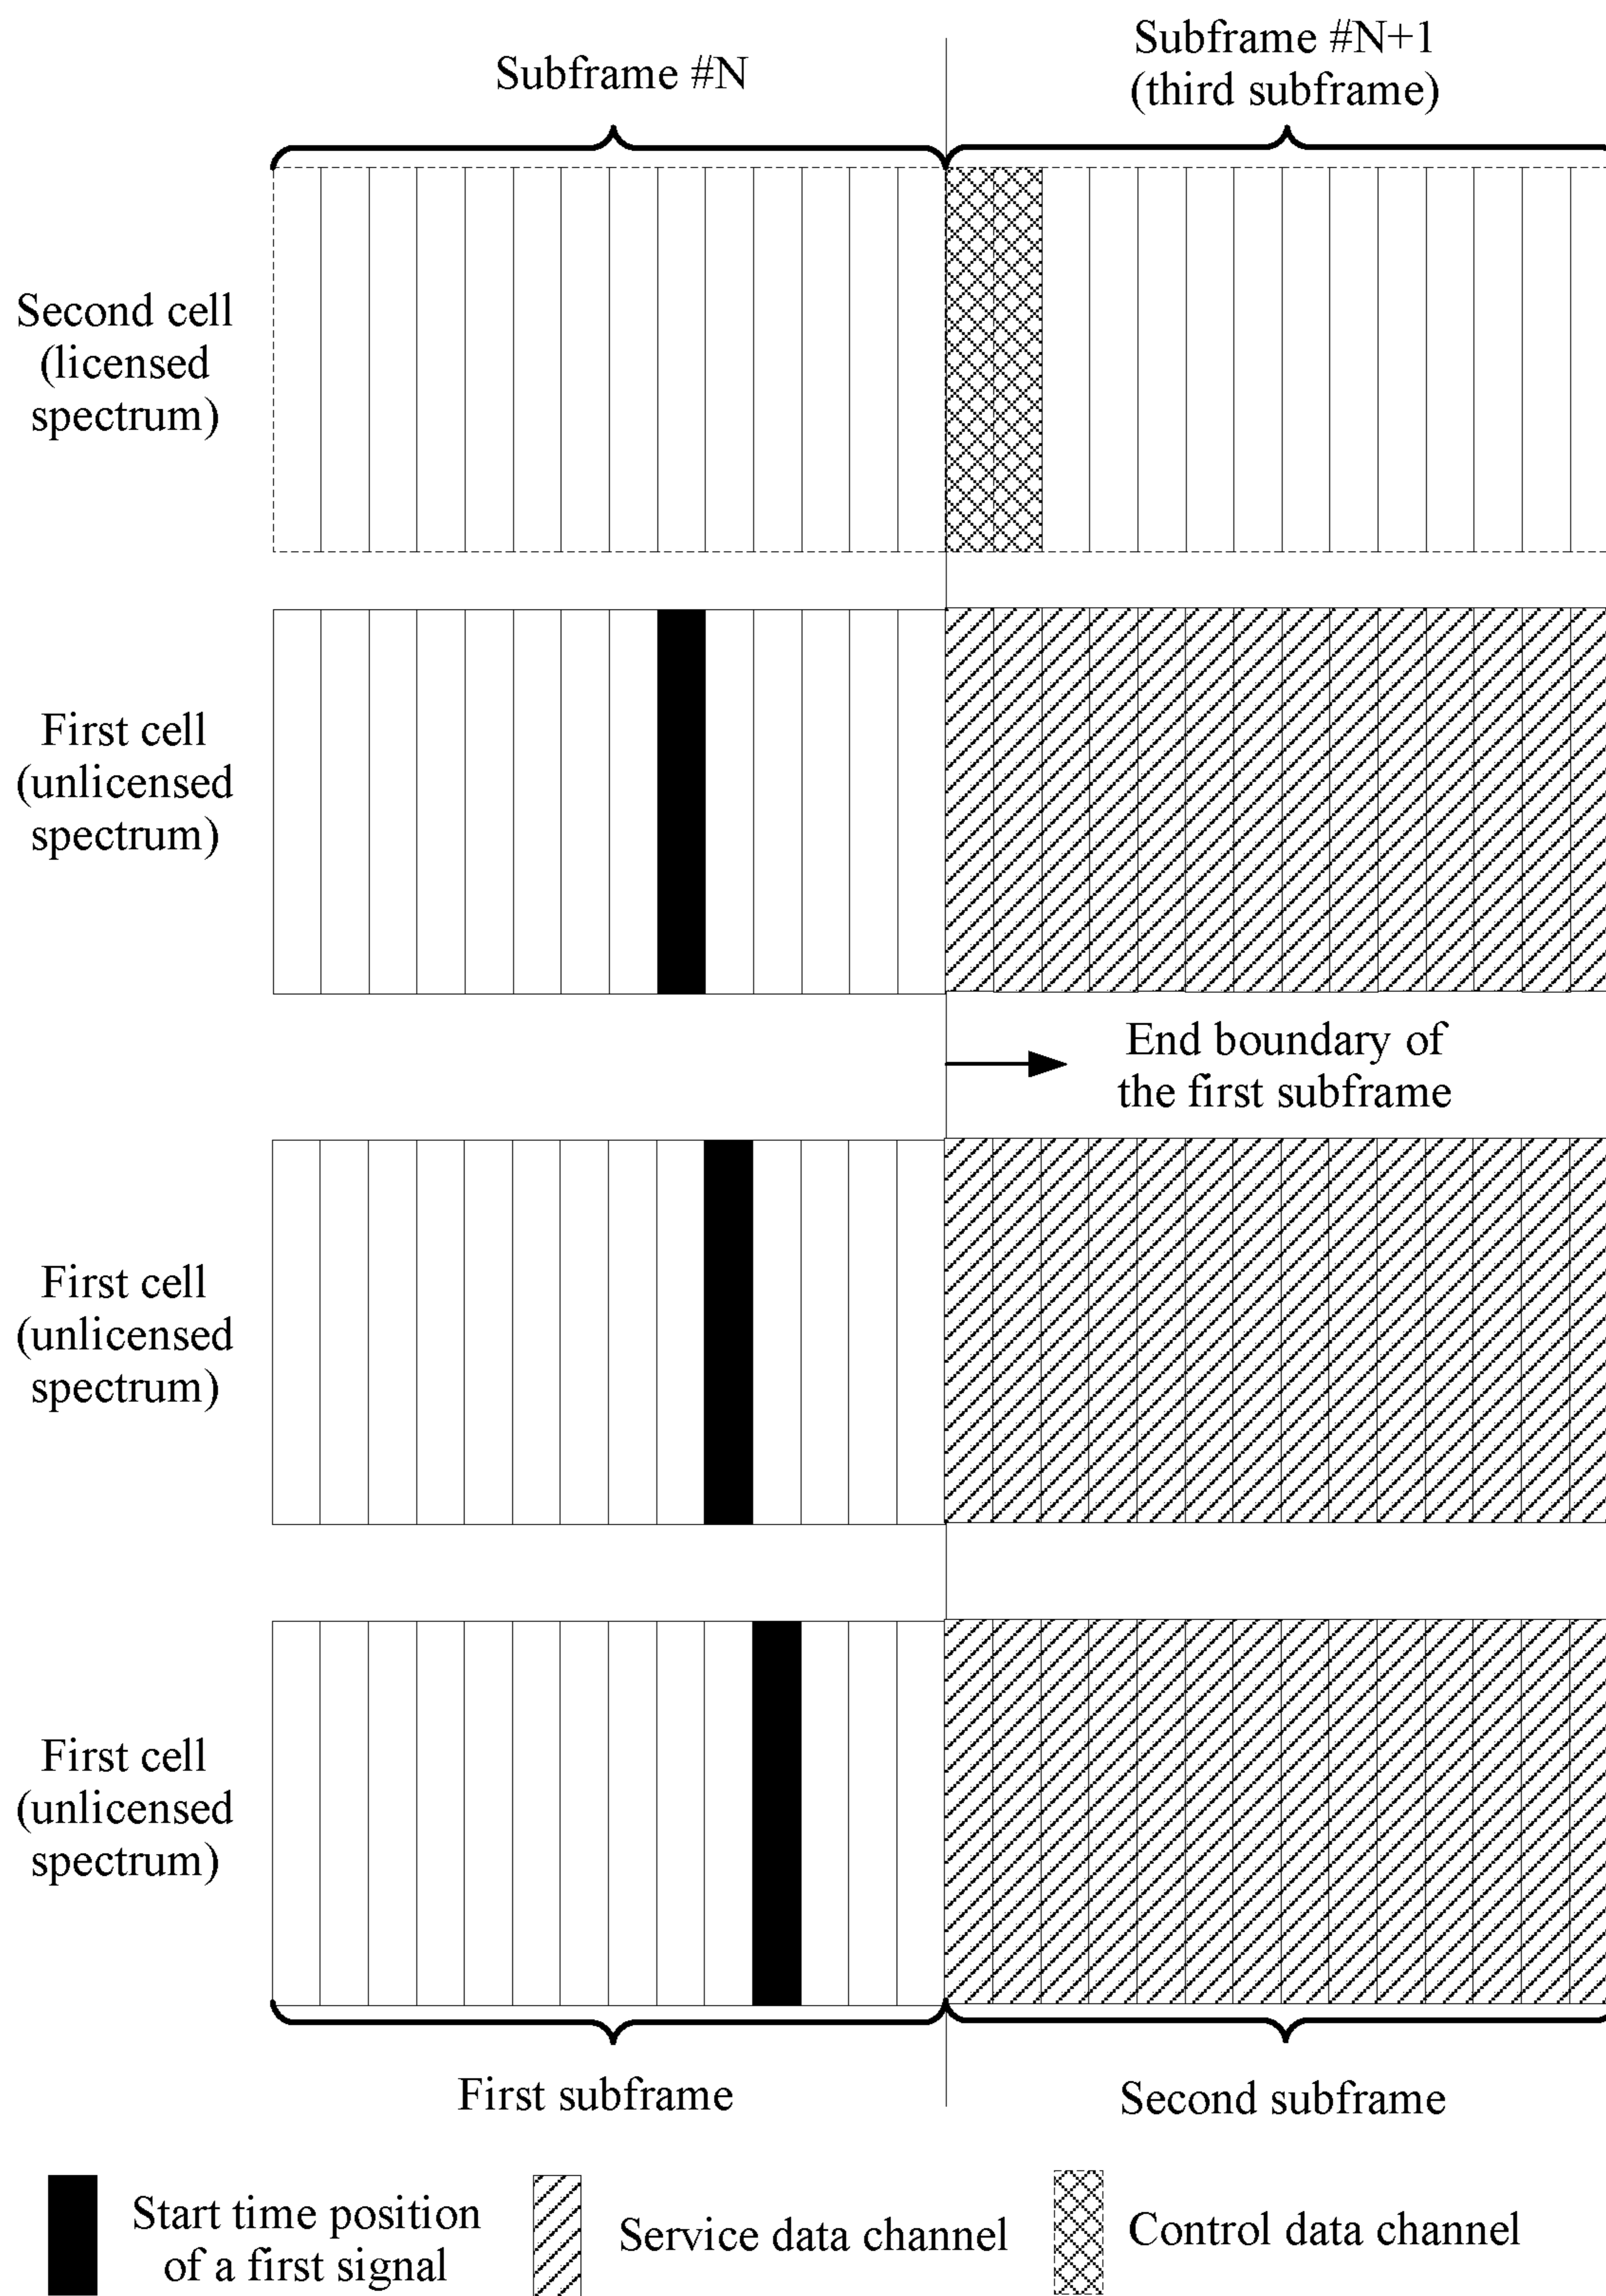 Subframe #N
Subframe #N+1
(third subframe)
Second cell
(licensed
spectrum)
First cell
(unlicensed
spectrum)
End boundary of
the first subframe
First cell
(unlicensed
spectrum)
First cell
(unlicensed
spectrum)
First subframe
Second subframe
Start time position
of a first signal
Service data channel
Control data channel